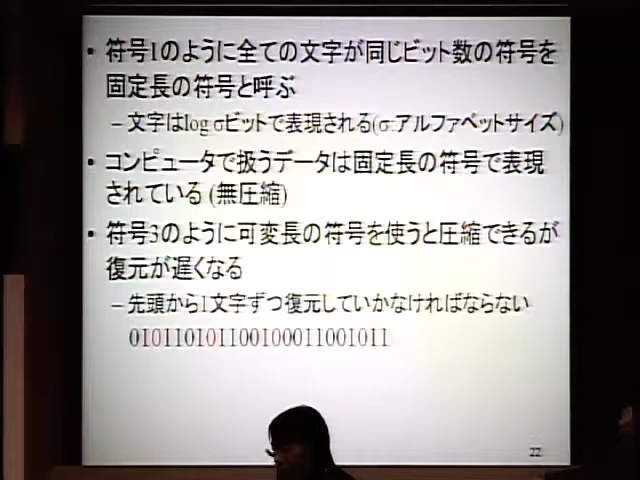 • 符号1のように全ての文字が同じビット数の符号を
固定長の符号と呼ぶ
– 文字はlog σビットで表現される(σ:アルファベットサイズ)
• コンピュータで扱うデータは固定長の符号で表現
されている (無圧縮)
• 符号3のように可変長の符号を使うと圧縮できるが
復元が遅くなる
– 先頭から1文字ずつ復元していかなければならない
010110101100100011001011
22